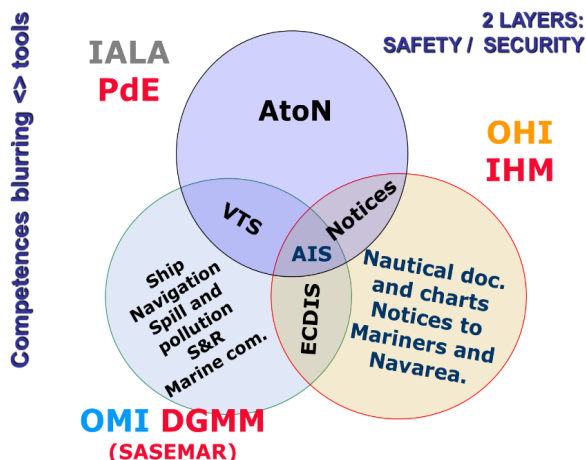 Competences blurring <> tools
2 LAYERS:
SAFETY / SECURITY
IALA
PdE
AtoN
OHI
IHM
VTS
Notices
AIS
ECDIS
Ship
Navigation
Spill and
pollution
S&R
Marine com.
Nautical doc.
and charts
Notices to
Mariners and
Navarea.
OMI DGMM
(SASEMAR)